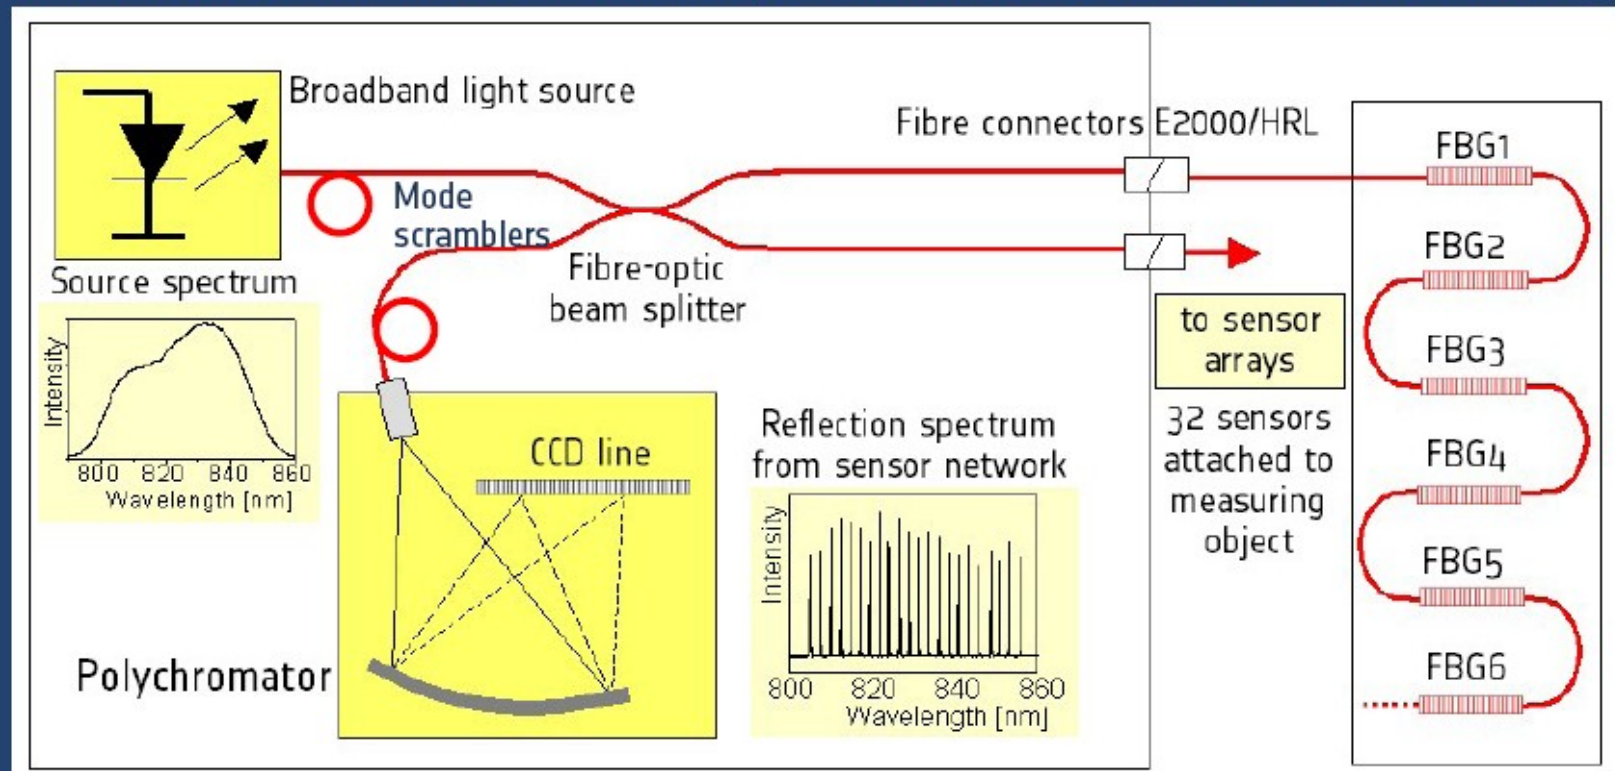 Broadband light source
Mode
scramblers
Fibre-optic
beam splitter
Fibre connectors E2000/HRL
Source spectrum
Intensity
800 820 840 860
Wavelength [nm]
Polychromator
CCD line
Reflection spectrum
from sensor network
Intensity
800 820 840 860
Wavelength [nm]
to sensor
arrays
32 sensors
attached to
measuring
object
FBG1
FBG2
FBG3
FBG4
FBG5
FBG6